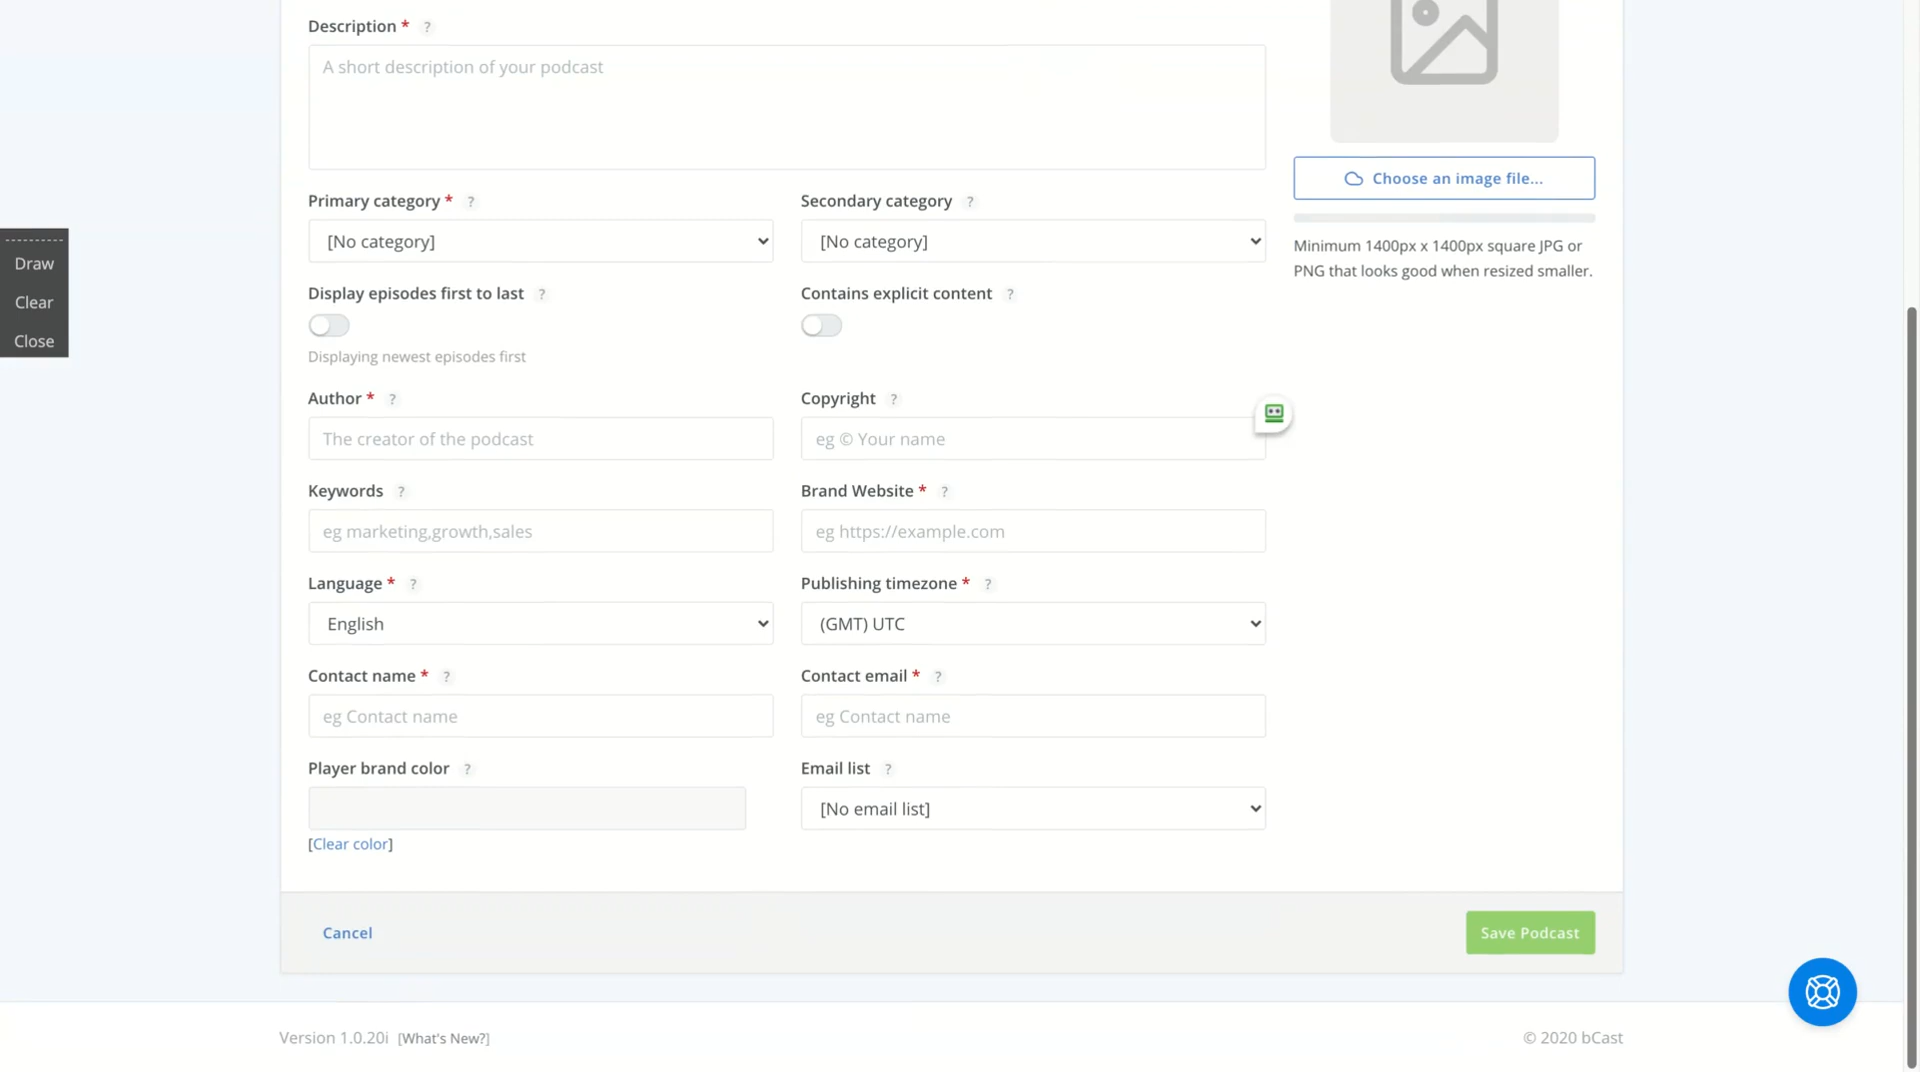 Description * ?
A short description of your podcast
Choose an image file...
Primary category * ?
Secondary category ?
[No category]
[No category]
Minimum 1400px x 1400px square JPG or
PNG that looks good when resized smaller.
Draw
Clear
Close
Display episodes first to last ?
Contains explicit content ?
Displaying newest episodes first
Author * ?
Copyright ?
The creator of the podcast
eg © Your name
Keywords ?
Brand Website * ?
eg marketing,growth,sales
eg https://example.com
Language * ?
Publishing timezone * ?
English
(GMT) UTC
Contact name * ?
Contact email * ?
eg Contact name
eg Contact name
Player brand color ?
Email list ?
[No email list]
[Clear color]
Cancel
Save Podcast
Version 1.0.20i [What's New?]
© 2020 bCast